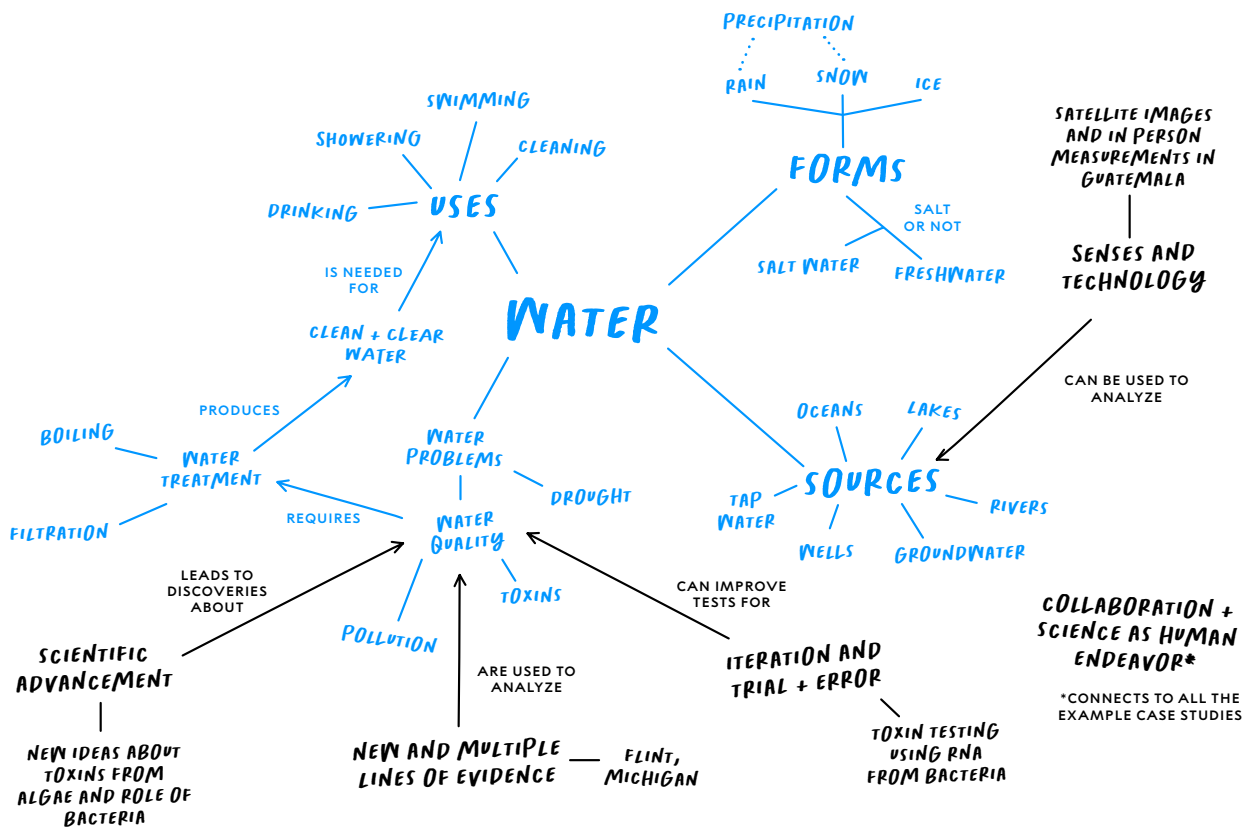 PRECIPITATION
RAIN
SNOW
ICE
FORMS
SALT
OR NOT
SALT WATER
FRESHWATER
SWIMMING
SHOWERING
CLEANING
DRINKING
USES
IS NEEDED
FOR
CLEAN + CLEAR
WATER
WATER
SATELLITE IMAGES
AND IN PERSON
MEASUREMENTS IN
GUATEMALA
SENSES AND
TECHNOLOGY
CAN BE USED TO
ANALYZE
PRODUCES
BOILING
WATER
TREATMENT
FILTRATION
REQUIRES
WATER
PROBLEMS
DROUGHT
WATER
QUALITY
TOXINS
POLLUTION
OCEANS
LAKES
SOURCES
TAP
WATER
RIVERS
WELLS
GROUNDWATER
LEADS TO
DISCOVERIES
ABOUT
SCIENTIFIC
ADVANCEMENT
NEW IDEAS ABOUT
TOXINS FROM
ALGAE AND ROLE OF
BACTERIA
ARE USED TO
ANALYZE
NEW AND MULTIPLE
LINES OF EVIDENCE
FLINT,
MICHIGAN
CAN IMPROVE
TESTS FOR
ITERATION AND
TRIAL + ERROR
TOXIN TESTING
USING RNA
FROM BACTERIA
COLLABORATION +
SCIENCE AS HUMAN
ENDEAVOR*
*CONNECTS TO ALL THE
EXAMPLE CASE STUDIES